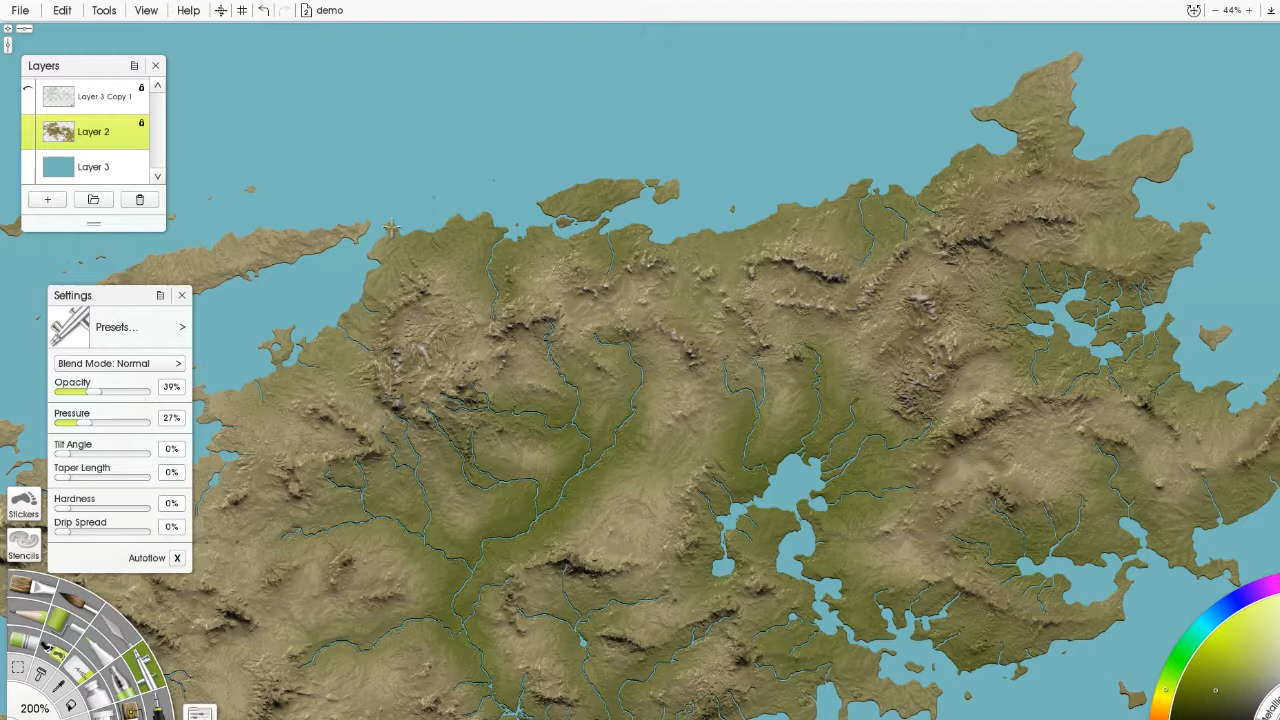 File Edit Tools View Help 2 demo 44%
Layers
Layer 3 Copy 1
Layer 2
Layer 3
Settings
Presets...
Blend Mode: Normal
Opacity
39%
Pressure
27%
Tilt Angle
0%
Taper Length
0%
Hardness
0%
Drip Spread
0%
Autoflow X
Stickers
Stencils
200%